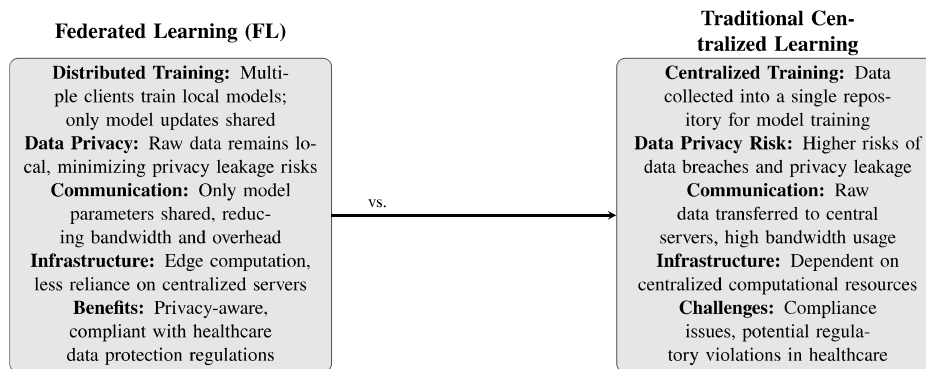 Federated Learning (FL)
Distributed Training: Multi-
ple clients train local models;
only model updates shared
Data Privacy: Raw data remains lo-
cal, minimizing privacy leakage risks
Communication: Only model
parameters shared, reduc-
ing bandwidth and overhead
Infrastructure: Edge computation,
less reliance on centralized servers
Benefits: Privacy-aware,
compliant with healthcare
data protection regulations
vs.
Traditional Cen-
tralized Learning
Centralized Training: Data
collected into a single repos-
itory for model training
Data Privacy Risk: Higher risks of
data breaches and privacy leakage
Communication: Raw
data transferred to central
servers, high bandwidth usage
Infrastructure: Dependent on
centralized computational resources
Challenges: Compliance
issues, potential regula-
tory violations in healthcare